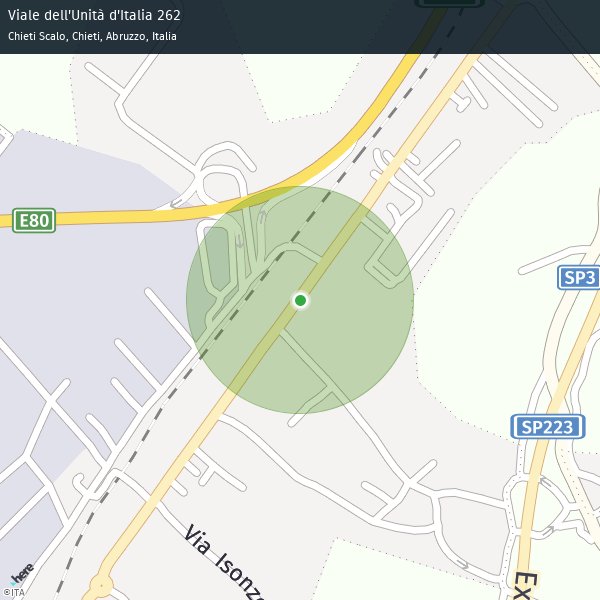 Viale dell'Unità d'Italia 262
Chieti Scalo, Chieti, Abruzzo, Italia
E80
SP3
SP223
Via Isonzo
Ex
here
©ITA